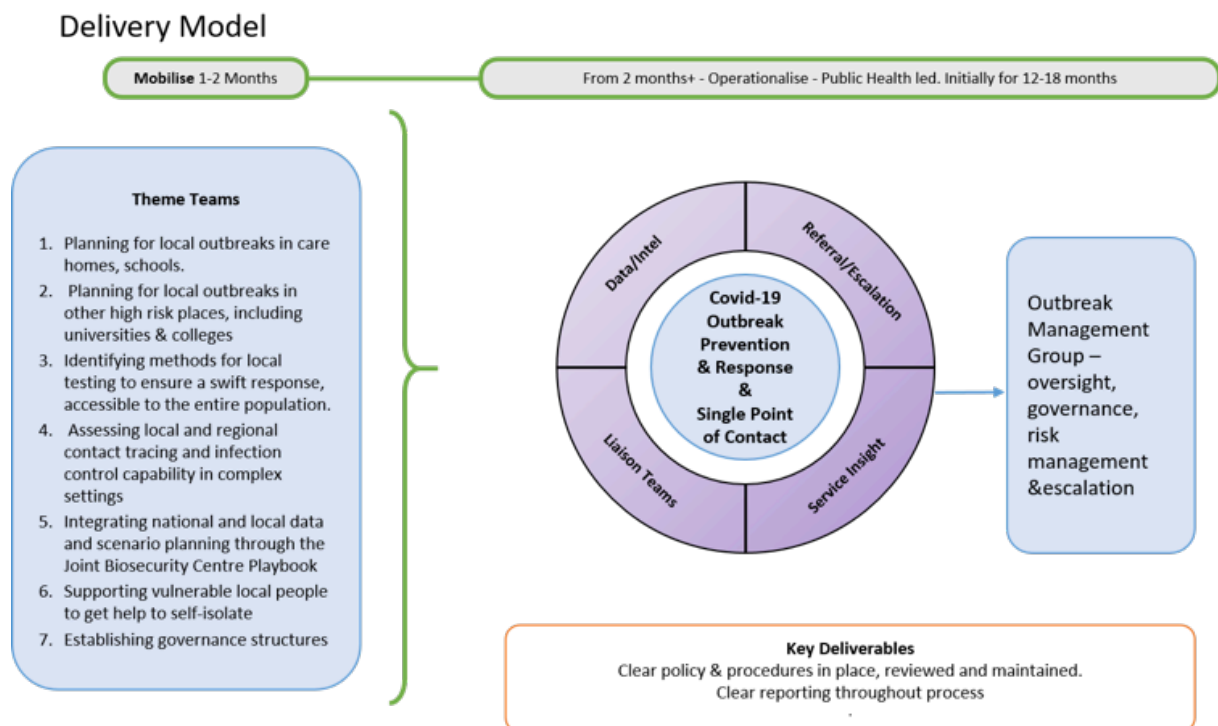 Delivery Model
Mobilise 1-2 Months
From 2 months+ - Operationalise - Public Health led. Initially for 12-18 months
Theme Teams
1. Planning for local outbreaks in care
homes, schools.
2. Planning for local outbreaks in
other high risk places, including
universities & colleges
3. Identifying methods for local
testing to ensure a swift response,
accessible to the entire population.
4. Assessing local and regional
contact tracing and infection
control capability in complex
settings
5. Integrating national and local data
and scenario planning through the
Joint Biosecurity Centre Playbook
6. Supporting vulnerable local people
to get help to self-isolate
7. Establishing governance structures
Data/Intel
Referral/Escalation
Liaison Teams
Service Insight
Covid-19
Outbreak
Prevention
& Response
&
Single Point
of Contact
Outbreak
Management
Group –
oversight,
governance,
risk
management
&escalation
Key Deliverables
Clear policy & procedures in place, reviewed and maintained.
Clear reporting throughout process
.